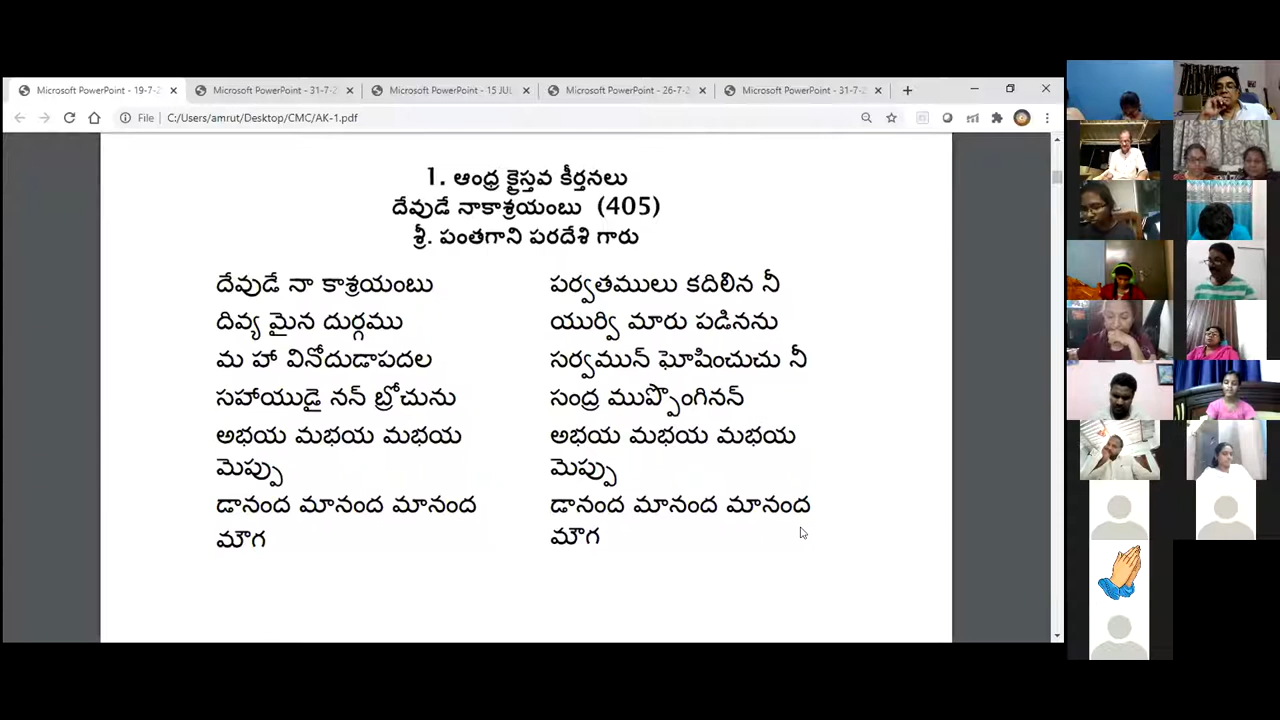 Microsoft PowerPoint - 19-7-2
Microsoft PowerPoint - 31-7-2
Microsoft PowerPoint - 15 JUL
Microsoft PowerPoint - 26-7-2
Microsoft PowerPoint - 31-7-2
File
C:/Users/amrut/Desktop/CMC/AK-1.pdf
1. ఆంధ్ర క్రైస్తవ కీర్తనలు
దేవుడే నాకాశ్రయంబు (405)
శ్రీ. పంతగాని పరదేశి గారు
దేవుడే నా కాశ్రయంబు
దివ్య మైన దుర్గము
మ హా వినోదుడాపదల
సహాయుడై నన్ బ్రోచును
అభయ మభయ మభయ
మెప్పు
డానంద మానంద మానంద
మౌగ
పర్వతములు కదిలిన నీ
యుర్వి మారు పడినను
సర్వమున్ ఘోషించుచు నీ
సంద్ర ముప్పొంగినన్
అభయ మభయ మభయ
మెప్పు
డానంద మానంద మానంద
మౌగ